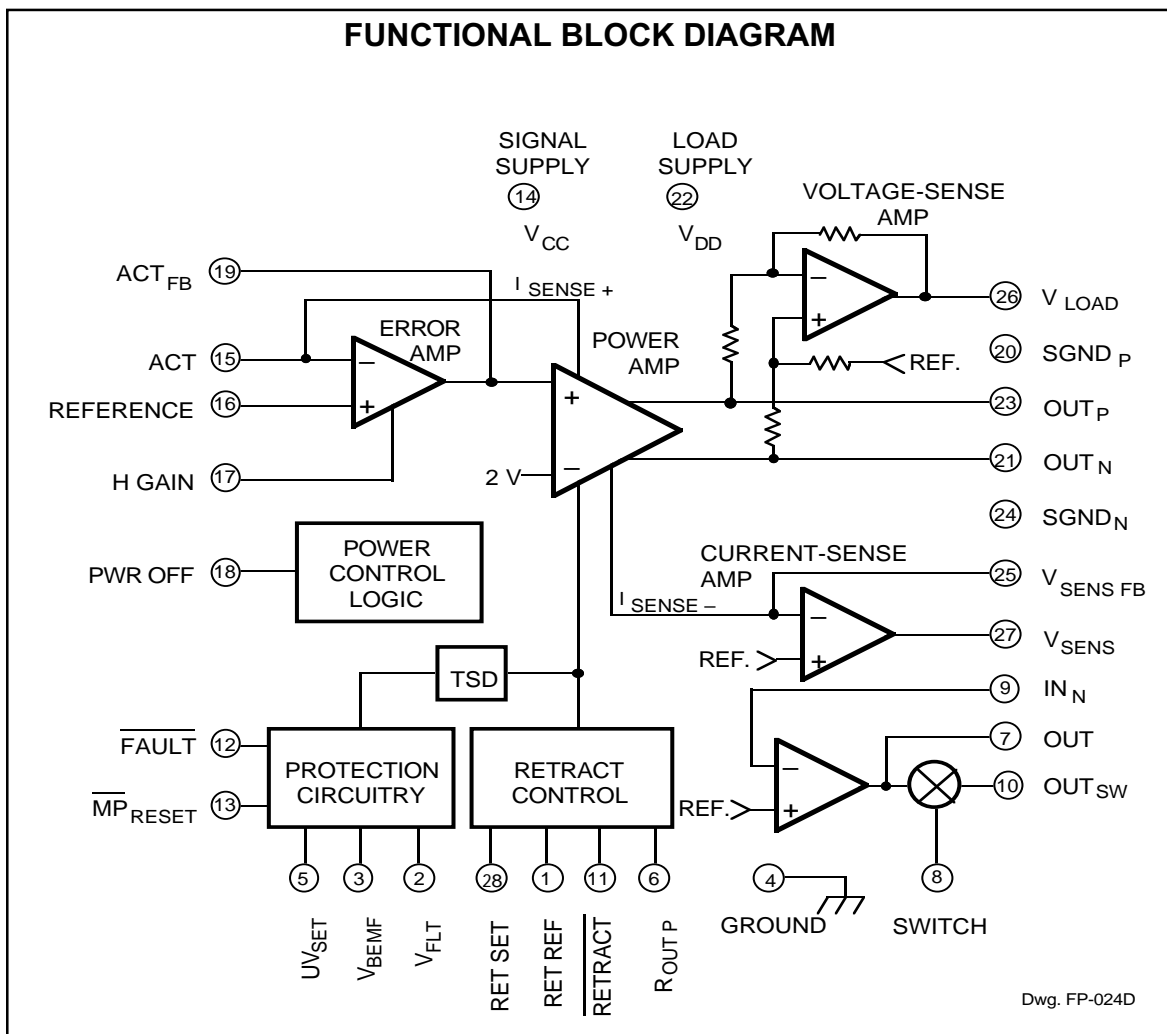 FUNCTIONAL BLOCK DIAGRAM
SIGNAL
SUPPLY
14
VCC
LOAD
SUPPLY
22
VDD
VOLTAGE-SENSE
AMP
ACTFB 19
I SENSE +
ERROR
AMP
POWER
AMP
−
+
26 V LOAD
ACT 15
REFERENCE 16
−
+
+
−
2 V
REF.
20 SGND P
23 OUTP
21 OUTN
H GAIN 17
24 SGNDN
PWR OFF 18
POWER
CONTROL
LOGIC
CURRENT-SENSE
AMP
I SENSE −
25 VSENS FB
−
+
REF.
27 VSENS
TSD
9 INN
FAULT 12
MPRESET 13
PROTECTION
CIRCUITRY
RETRACT
CONTROL
−
+
REF.
7 OUT
10 OUTSW
5
3
2
28
1
11
6
4
8
UVSET
VBEMF
VFLT
RET SET
RET REF
RETRACT
ROUT P
GROUND
SWITCH
Dwg. FP-024D